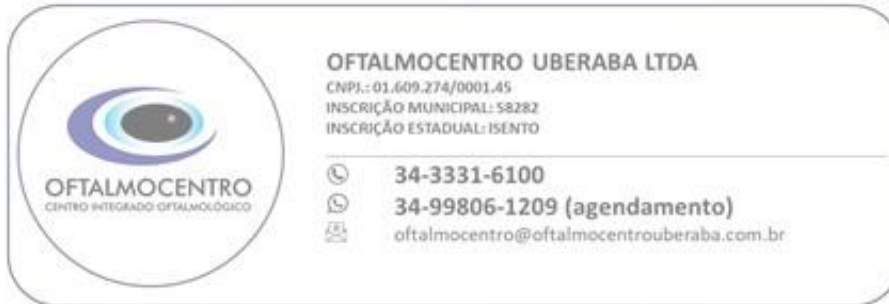 OFTALMOCENTRO
CENTRO INTEGRADO OFTALMOLÓGICO
OFTALMOCENTRO UBERABA LTDA
CNPJ.: 01.609.274/0001.45
INSCRIÇÃO MUNICIPAL: 58282
INSCRIÇÃO ESTADUAL: ISENTO
34-3331-6100
34-99806-1209 (agendamento)
oftalmocentro@oftalmocentrouberaba.com.br